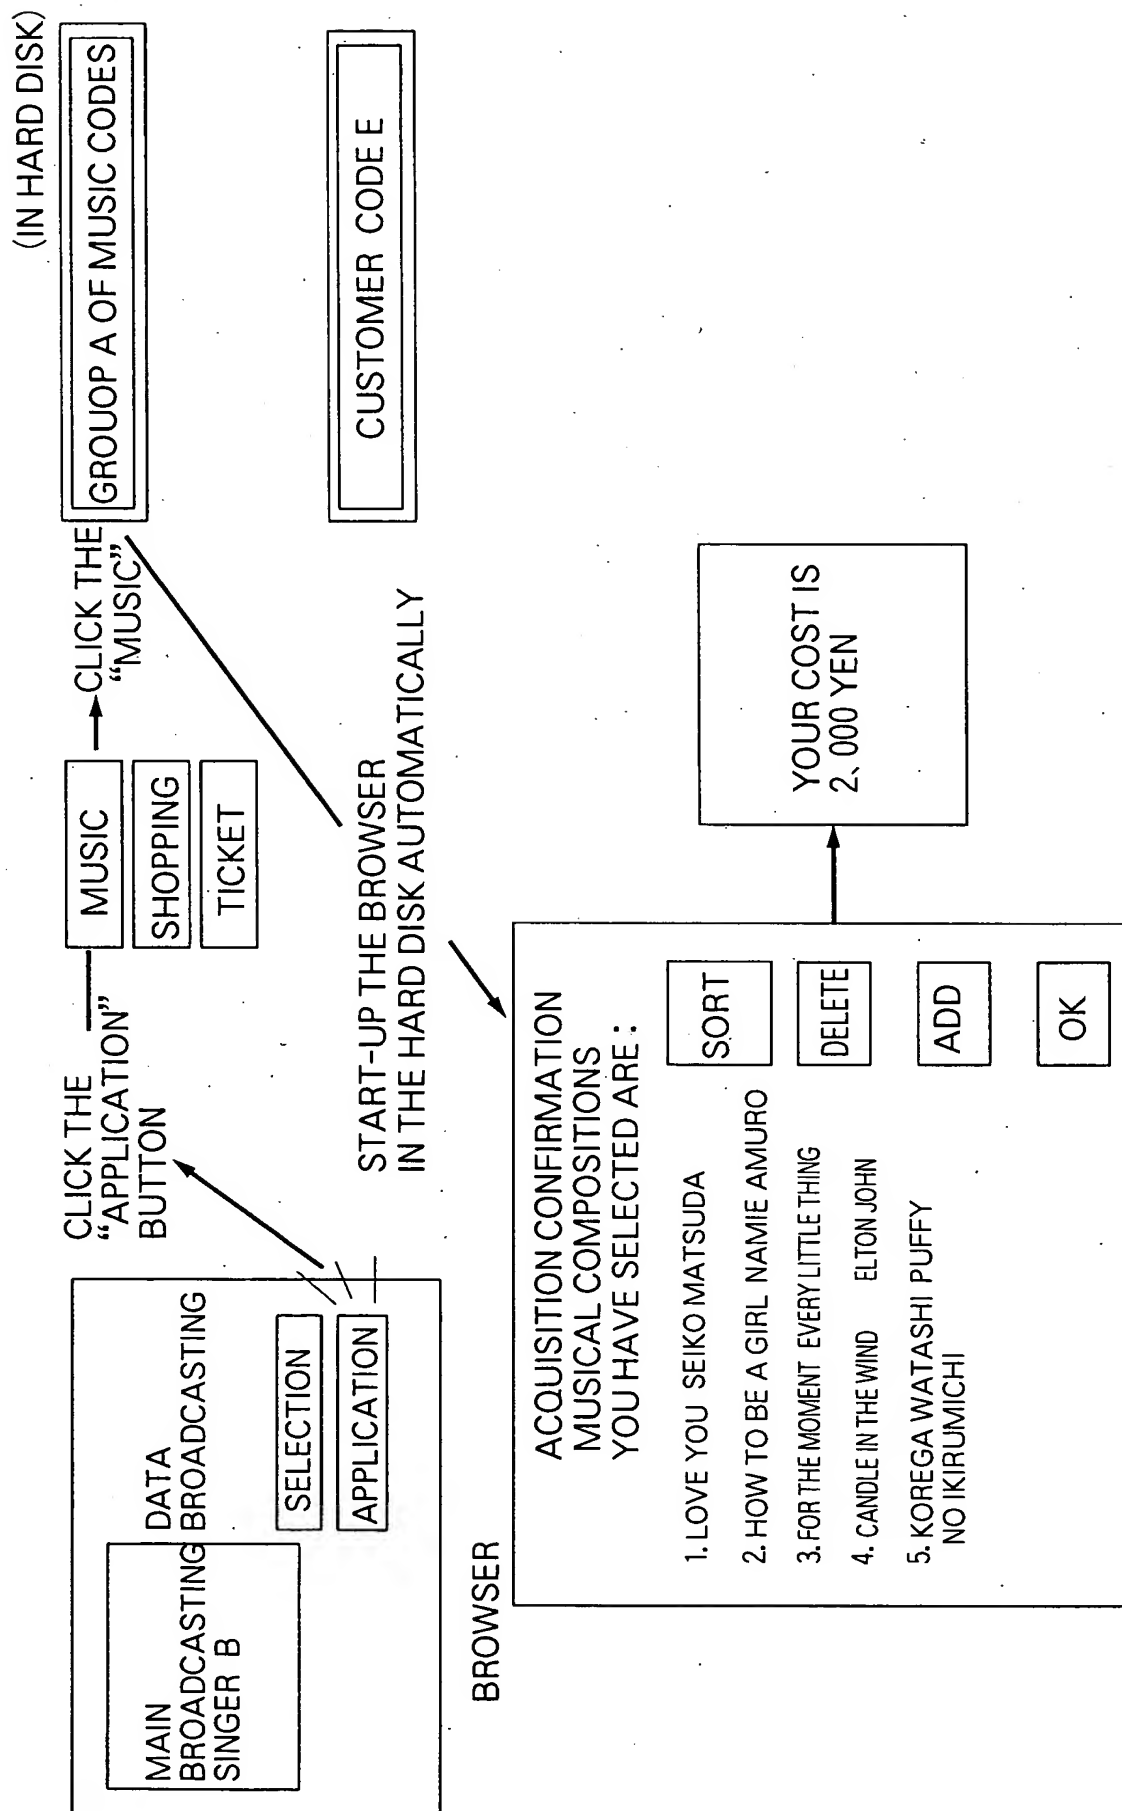 (IN HARD DISK)
GROUOP A OF MUSIC CODES
CUSTOMER CODE E
CLICK THE
“MUSIC”
MUSIC
SHOPPING
TICKET
CLICK THE
“APPLICATION”
BUTTON
MAIN
BROADCASTING
SINGER B
DATA
BROADCASTING
SELECTION
APPLICATION
START-UP THE BROWSER
IN THE HARD DISK AUTOMATICALLY
BROWSER
ACQUISITION CONFIRMATION
MUSICAL COMPOSITIONS
YOU HAVE SELECTED ARE :
1. LOVE YOU SEIKO MATSUDA
2. HOW TO BE A GIRL NAMIE AMURO
3. FOR THE MOMENT EVERY LITTLE THING
4. CANDLE IN THE WIND ELTON JOHN
5. KOREGA WATASHI PUFFY
NO IKIRUMICHI
SORT
DELETE
ADD
OK
YOUR COST IS
2、000 YEN